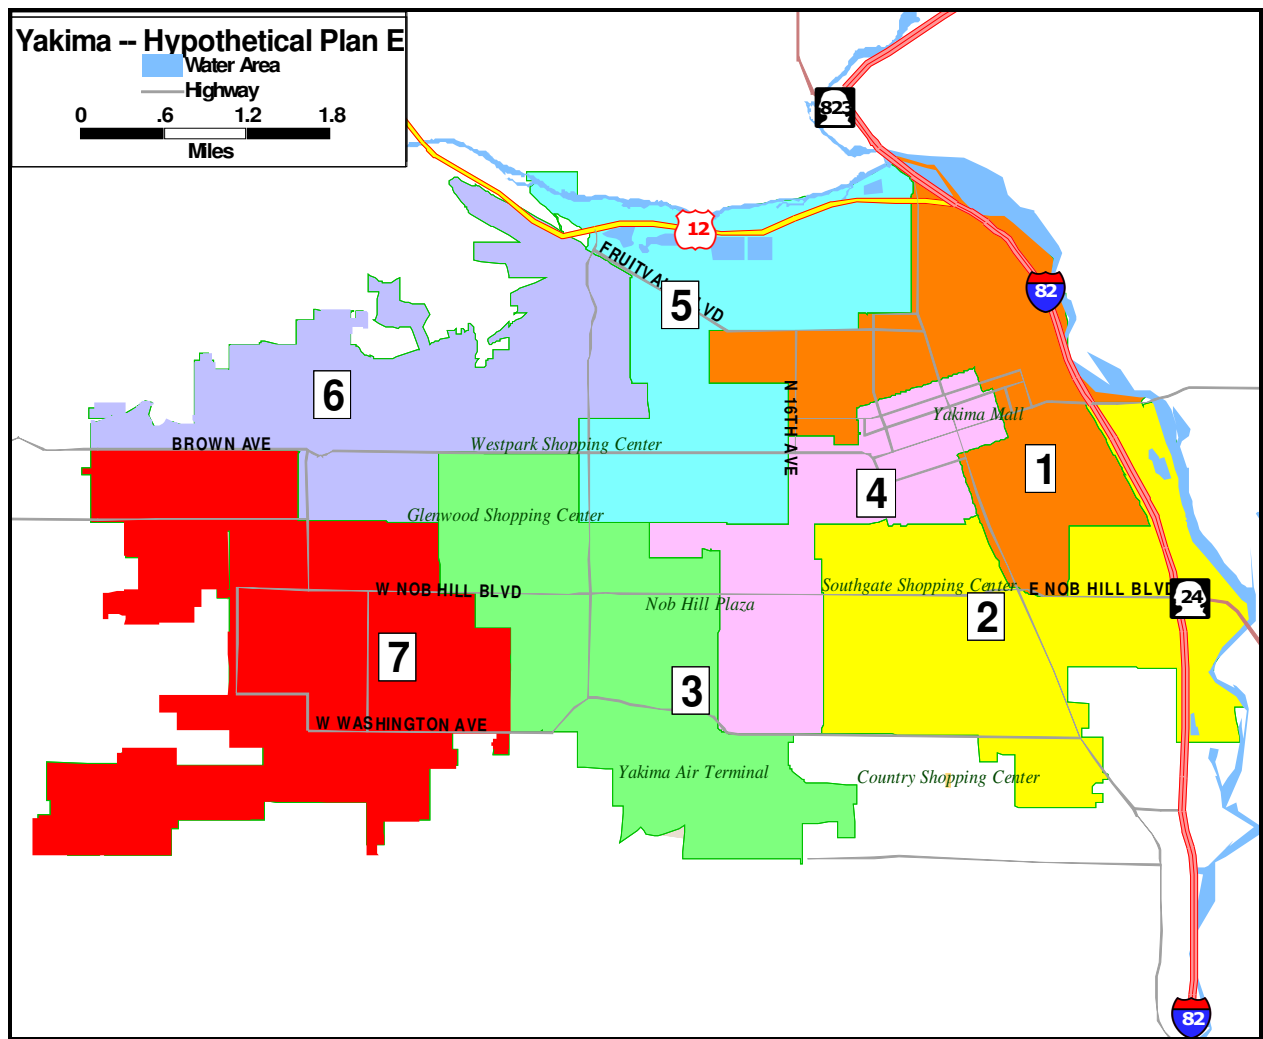 Yakima -- Hypothetical Plan E
Water Area
Highway
0 .6 1.2 1.8
Miles
823
12
FRUITVA LVD
82
5
6
N 16TH AVE
Yakima Mall
BROWN AVE
Westpark Shopping Center
1
4
Glenwood Shopping Center
W NOB HILL BLVD
Southgate Shopping Center
E NOB HILL BLVD
24
Nob Hill Plaza
2
7
3
W WASHINGTON AVE
Yakima Air Terminal
Country Shopping Center
82